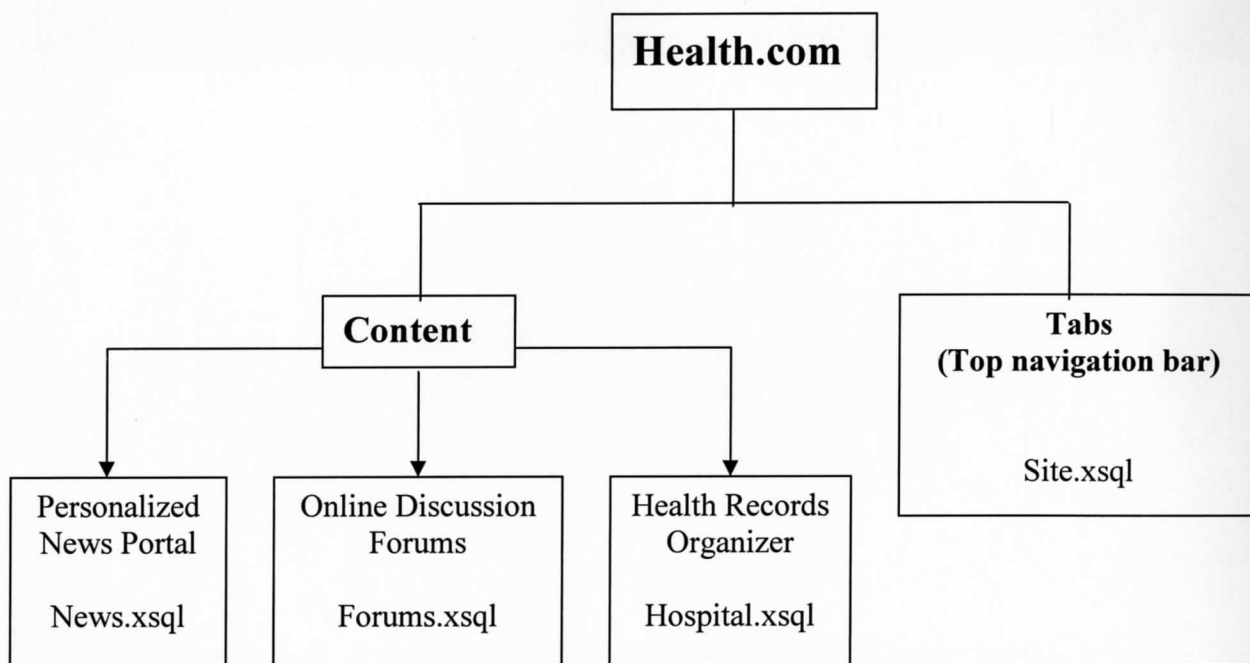 Health.com
Content
Tabs
(Top navigation bar)
Site.xsql
Personalized
News Portal
News.xsql
Online Discussion
Forums
Forums.xsql
Health Records
Organizer
Hospital.xsql